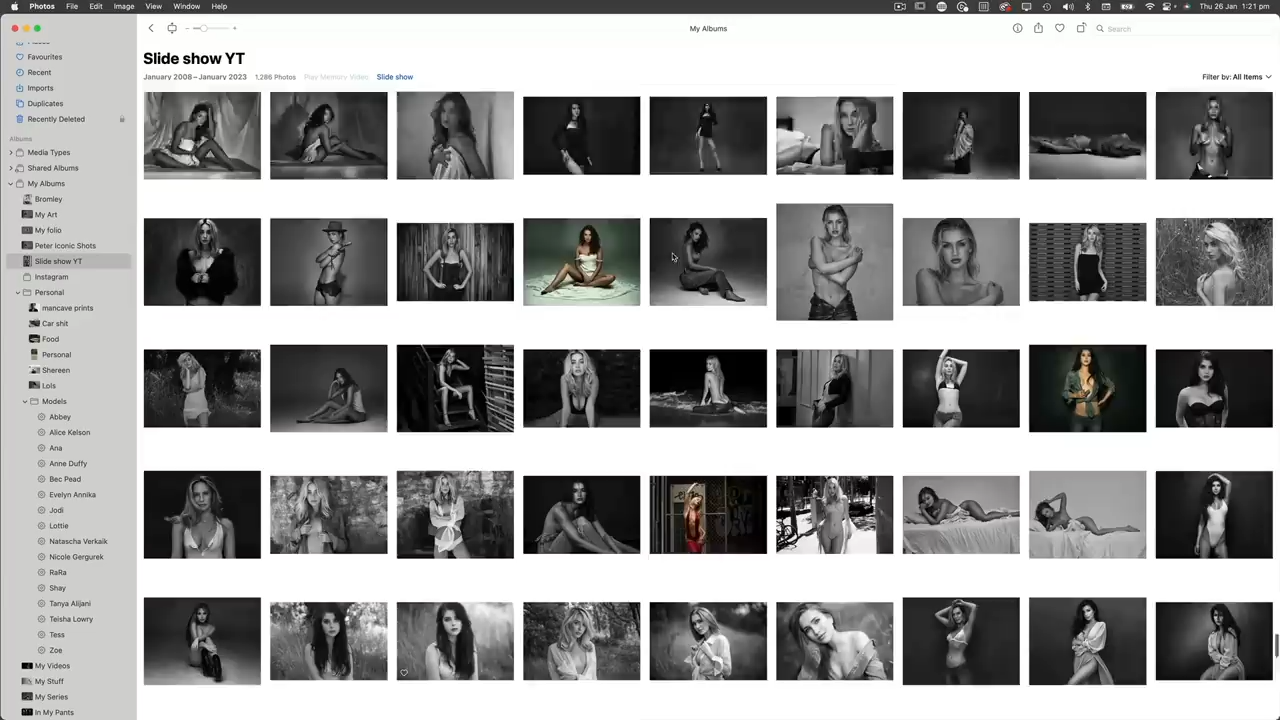 Photos File Edit Image View Window Help Thu 26 Jan 1:21 pm
My Albums
Search
Slide show YT
January 2008 – January 2023 1,286 Photos Play Memory Video Slide show Filter by: All Items
Favourites
Recent
Imports
Duplicates
Recently Deleted
Albums
Media Types
Shared Albums
My Albums
Bromley
My Art
My folio
Peter Iconic Shots
Slide show YT
Instagram
Personal
mancave prints
Car shit
Food
Personal
Shereen
Lols
Models
Abbey
Alice Kelson
Ana
Anne Duffy
Bec Pead
Evelyn Annika
Jodi
Lottie
Natascha Verkaik
Nicole Gergurek
RaRa
Shay
Tanya Alijani
Teisha Lowry
Tess
Zoe
My Videos
My Stuff
My Series
In My Pants